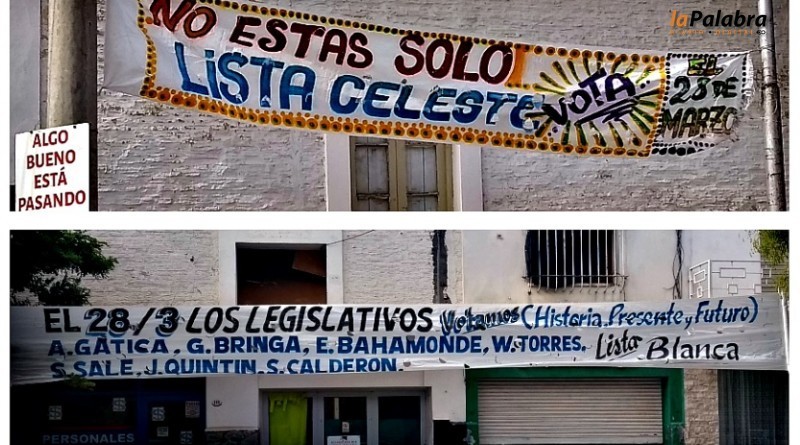 laPalabra
NO ESTAS SOLO
LISTA CELESTE
VOTA
EL
28 DE
MARZO
ALGO
BUENO
ESTÁ
PASANDO
EL 28/3 LOS LEGISLATIVOS Votamos (Historia, Presente, y Futuro)
A. GATICA, G. BRINGA, E. BAHAMONDE, W. TORRES. Lista Blanca
S. SALE, J. QUINTIN, S. CALDERON.
PERSONALES